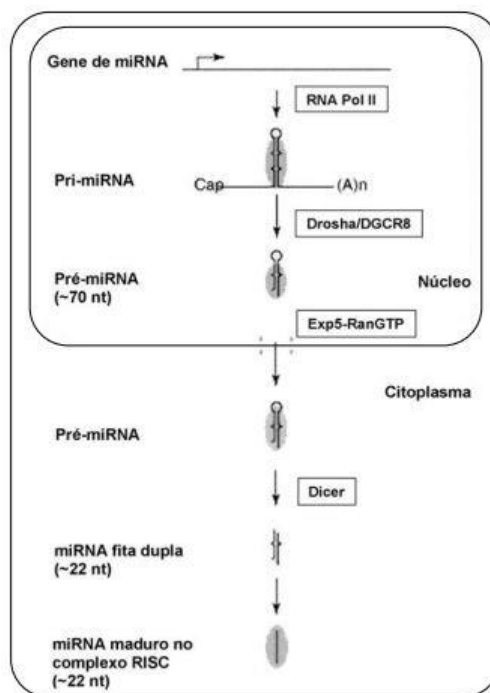 Gene de miRNA
RNA Pol II
Pri-miRNA
Cap
(A)n
Drosha/DGCR8
Pré-miRNA
(~70 nt)
Núcleo
Exp5-RanGTP
Citoplasma
Pré-miRNA
Dicer
miRNA fita dupla
(~22 nt)
miRNA maduro no
complexo RISC
(~22 nt)